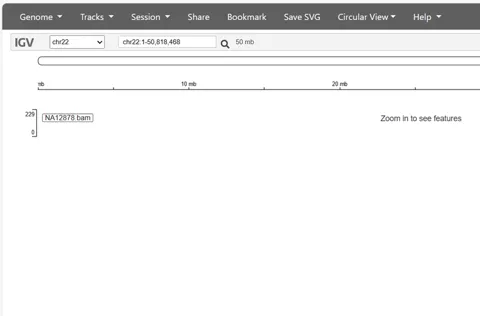 Genome Tracks Session Share Bookmark Save SVG Circular View Help
IGV chr22 chr22:1-50,818,468 50 mb
mb 10 mb 20 mb
229 NA12878.bam Zoom in to see features
0